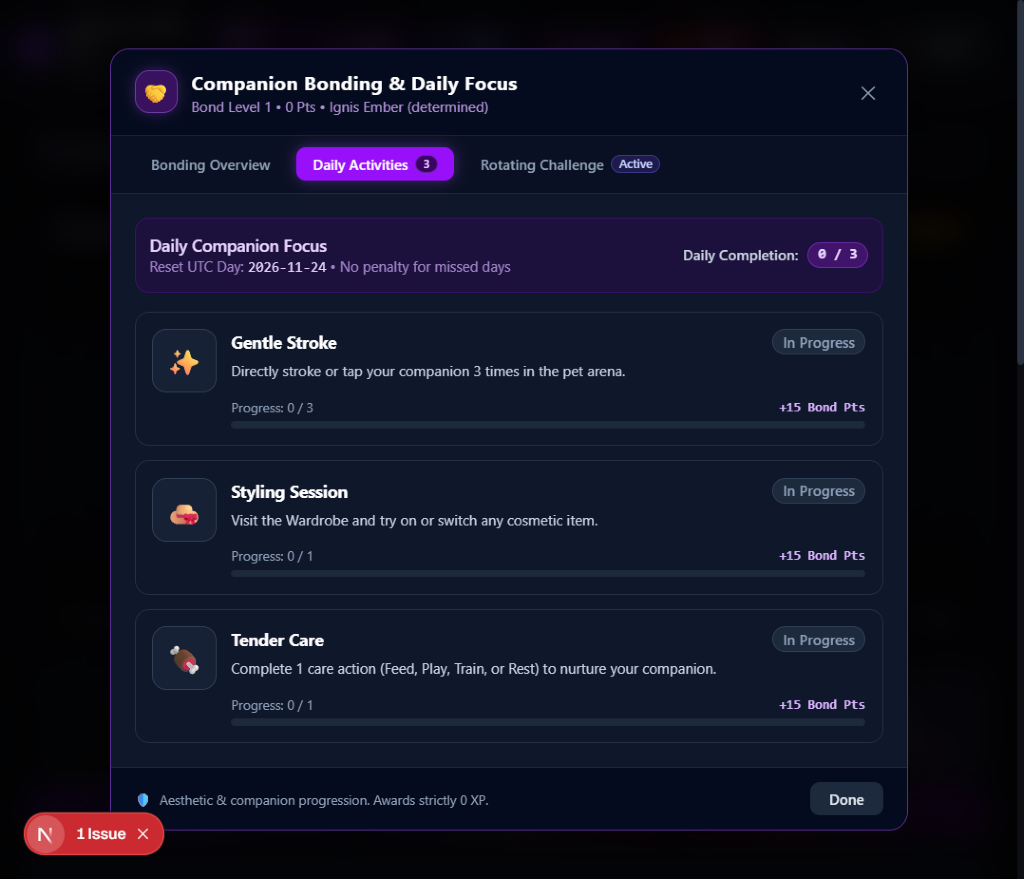 Companion Bonding & Daily Focus
Bond Level 1 • 0 Pts • Ignis Ember (determined)
Bonding Overview
Daily Activities 3
Rotating Challenge Active
Daily Companion Focus
Reset UTC Day: 2026-11-24 • No penalty for missed days
Daily Completion: 0 / 3
Gentle Stroke
In Progress
Directly stroke or tap your companion 3 times in the pet arena.
Progress: 0 / 3
+15 Bond Pts
Styling Session
In Progress
Visit the Wardrobe and try on or switch any cosmetic item.
Progress: 0 / 1
+15 Bond Pts
Tender Care
In Progress
Complete 1 care action (Feed, Play, Train, or Rest) to nurture your companion.
Progress: 0 / 1
+15 Bond Pts
Aesthetic & companion progression. Awards strictly 0 XP.
Done
N 1 Issue